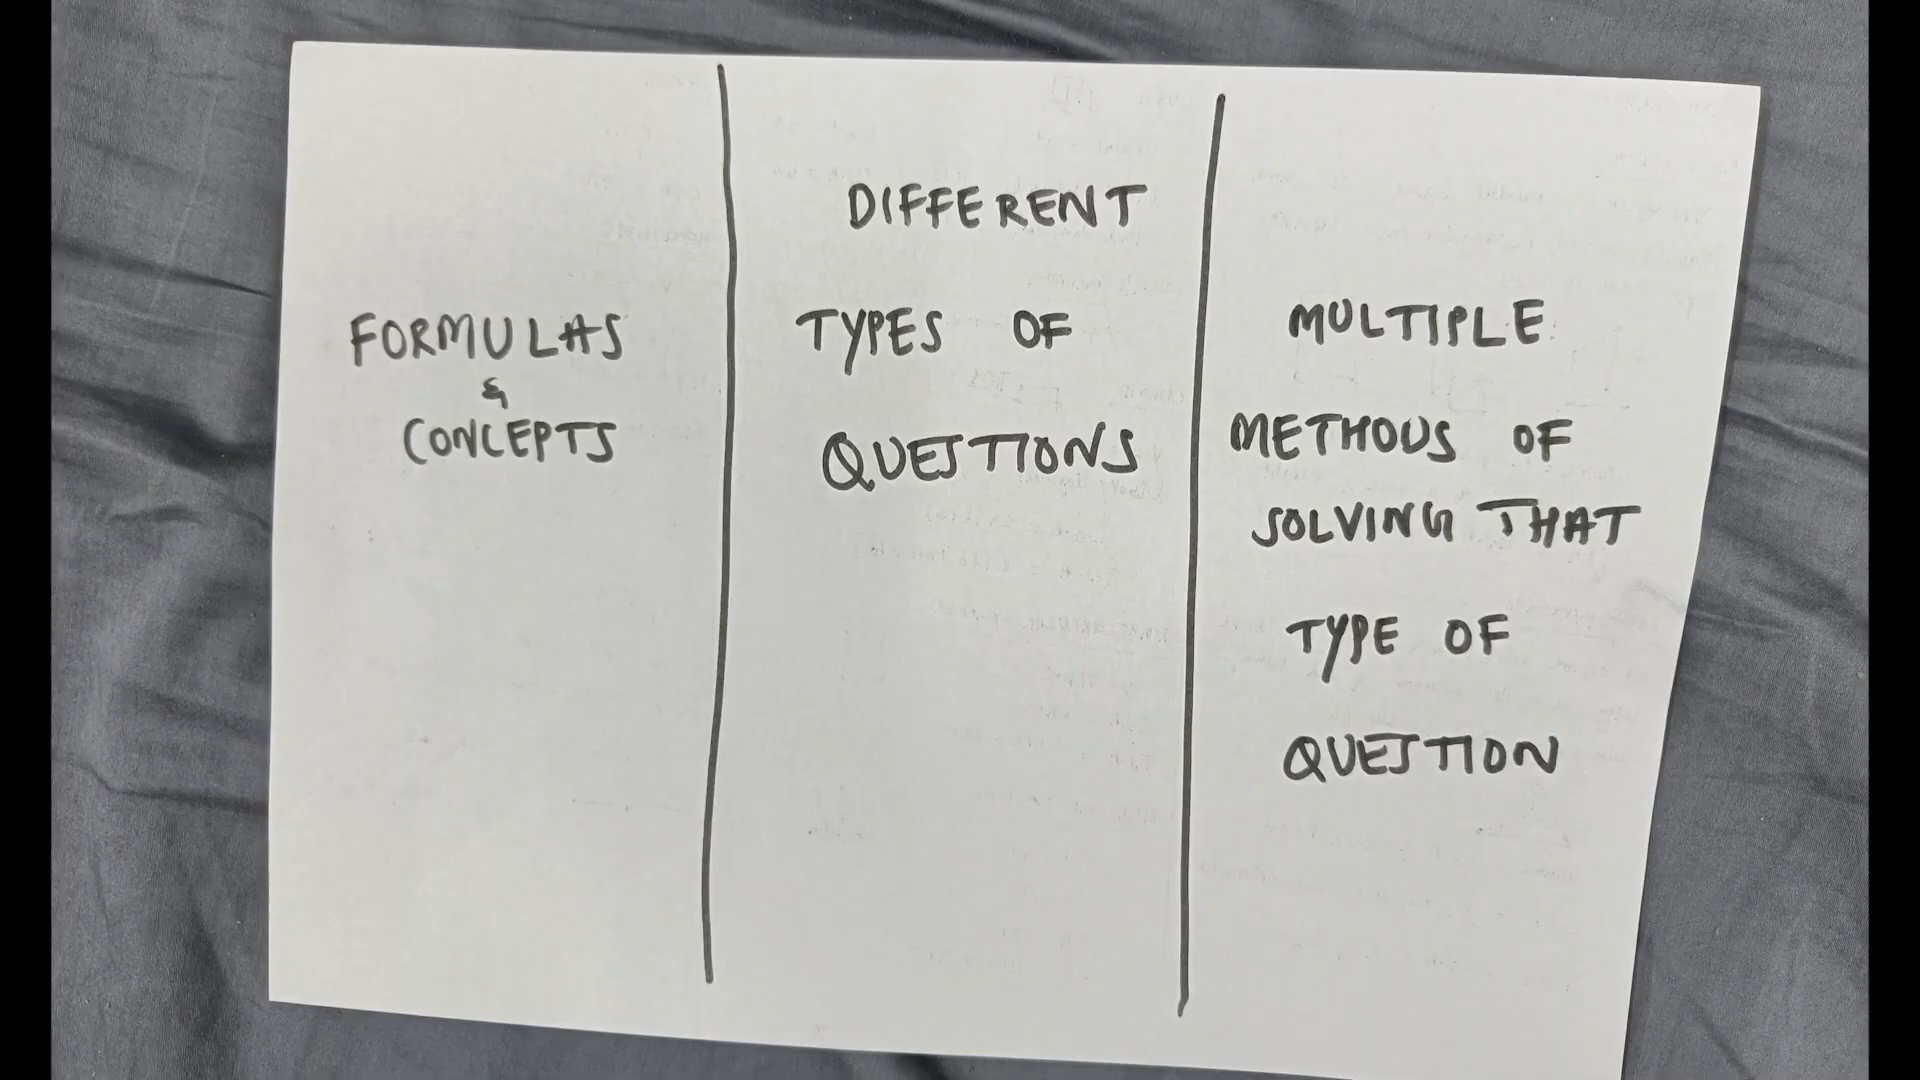 FORMULAS
&
CONCEPTS
DIFFERENT
TYPES OF
QUESTIONS
MULTIPLE
METHODS OF
SOLVING THAT
TYPE OF
QUESTION